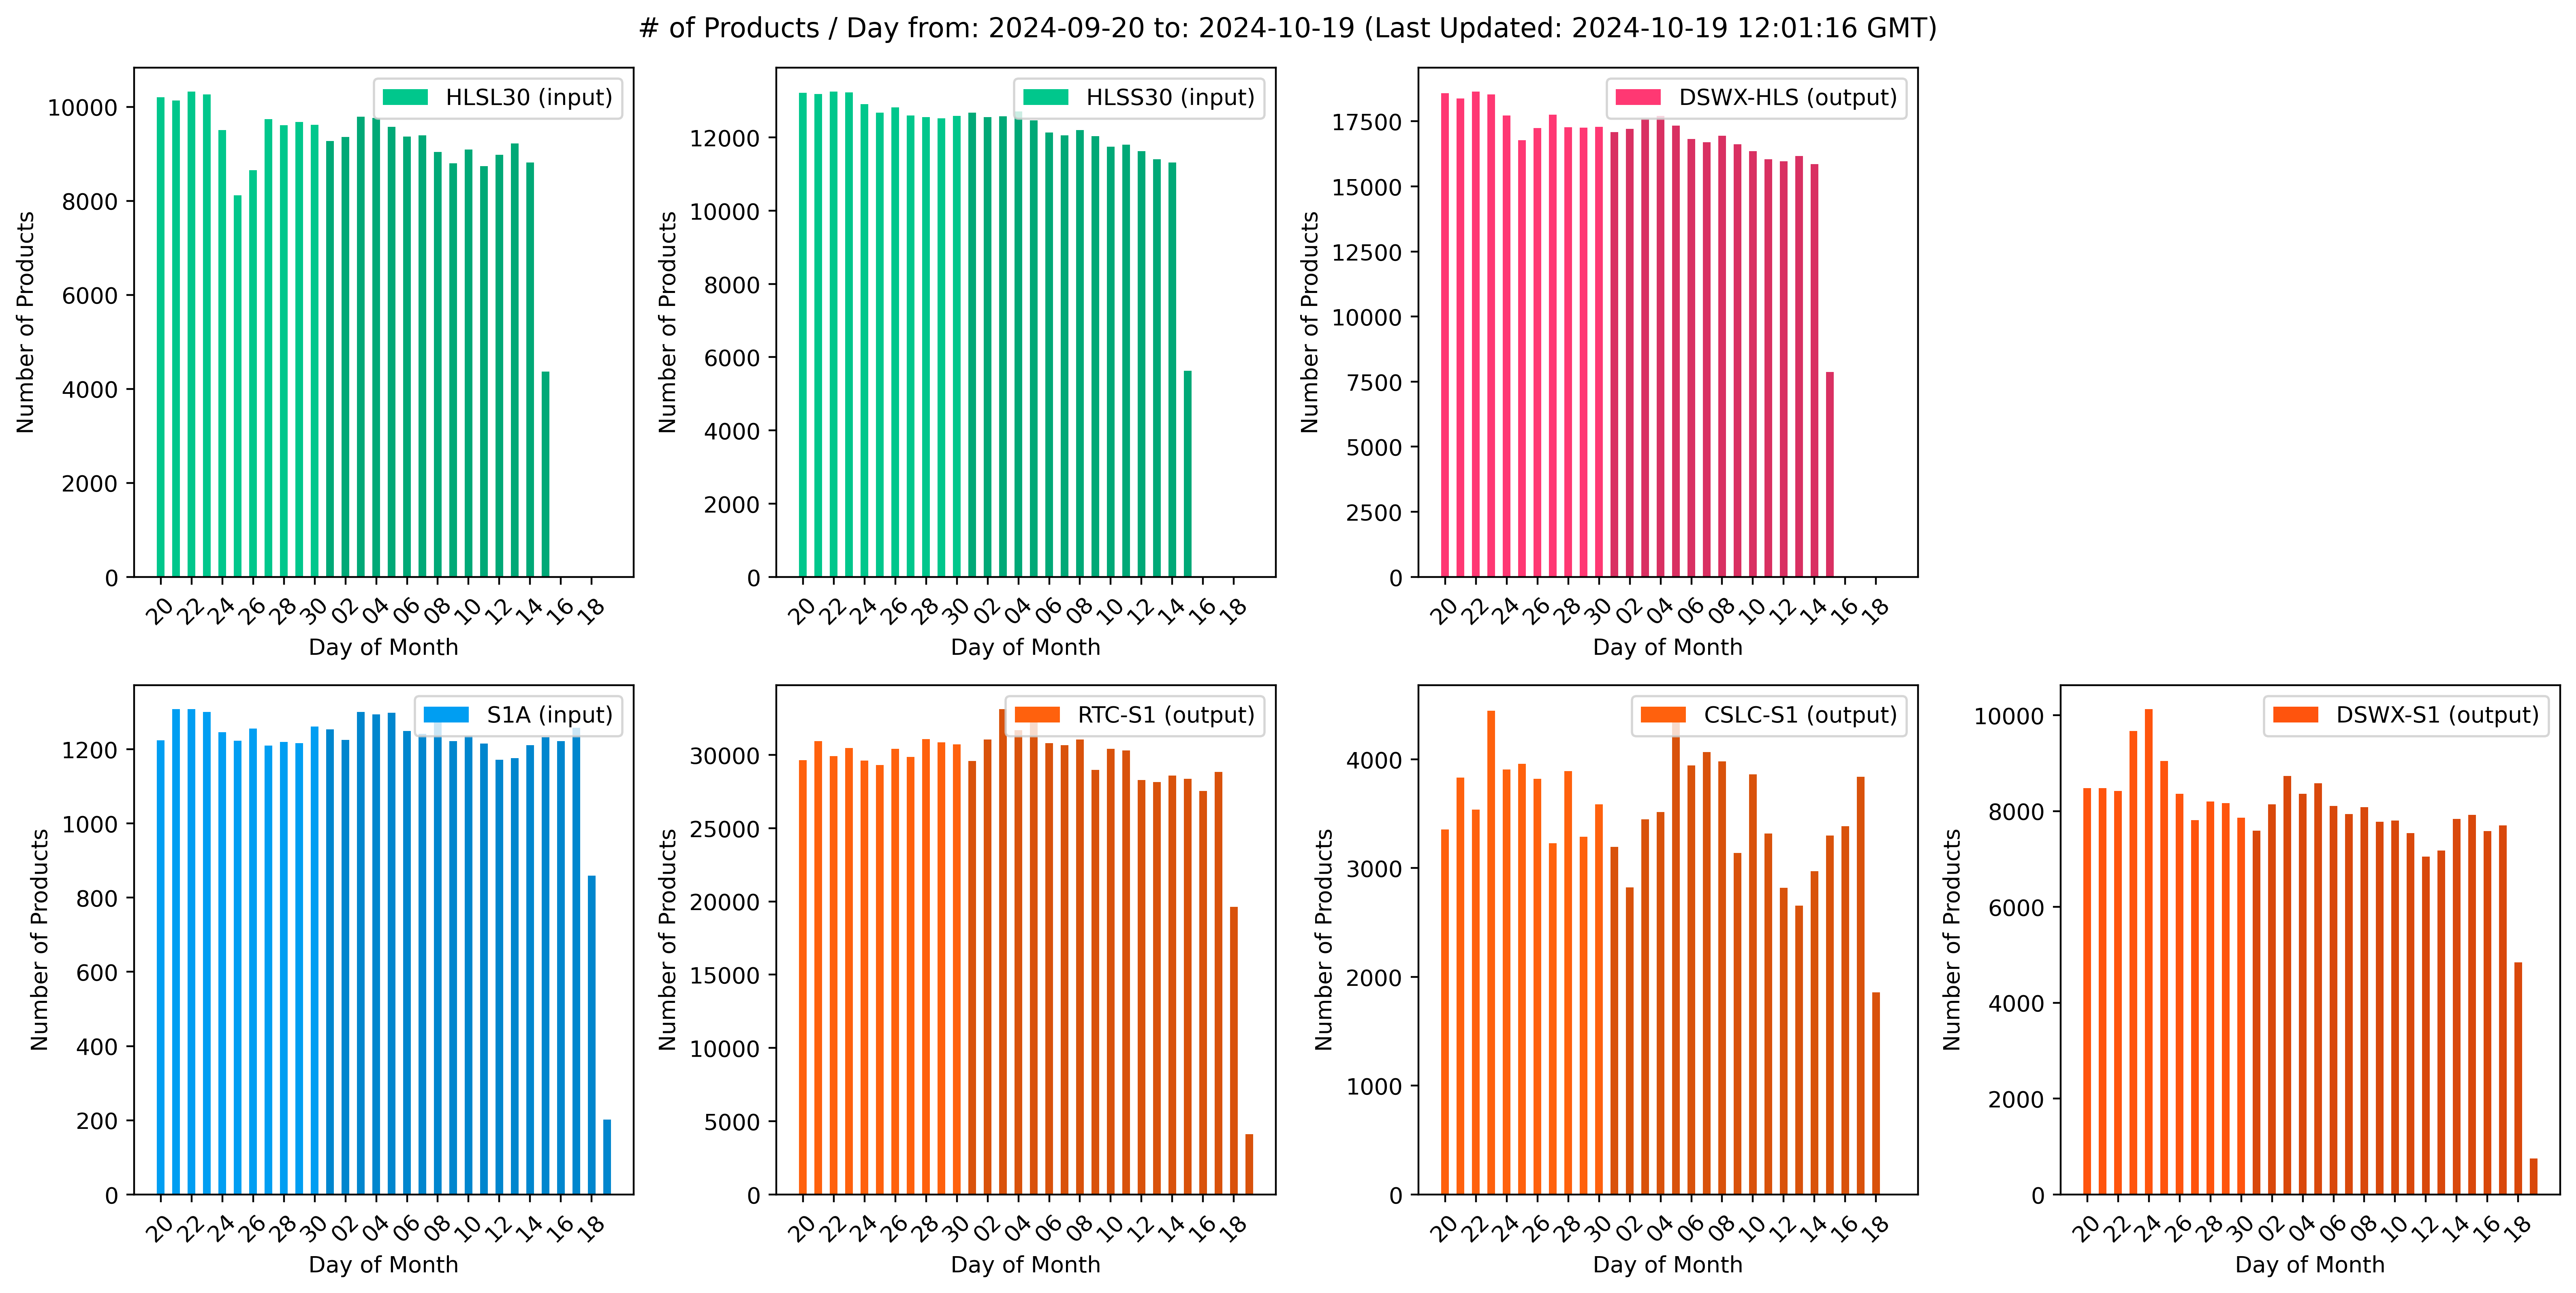 # of Products / Day from: 2024-09-20 to: 2024-10-19 (Last Updated: 2024-10-19 12:01:16 GMT)
HLSL30 (input)
Number of Products
10000
8000
6000
4000
2000
0
20 22 24 26 28 30 02 04 06 08 10 12 14 16 18
Day of Month
HLSS30 (input)
Number of Products
12000
10000
8000
6000
4000
2000
0
20 22 24 26 28 30 02 04 06 08 10 12 14 16 18
Day of Month
DSWX-HLS (output)
Number of Products
17500
15000
12500
10000
7500
5000
2500
0
20 22 24 26 28 30 02 04 06 08 10 12 14 16 18
Day of Month
S1A (input)
Number of Products
1200
1000
800
600
400
200
0
20 22 24 26 28 30 02 04 06 08 10 12 14 16 18
Day of Month
RTC-S1 (output)
Number of Products
30000
25000
20000
15000
10000
5000
0
20 22 24 26 28 30 02 04 06 08 10 12 14 16 18
Day of Month
CSLC-S1 (output)
Number of Products
4000
3000
2000
1000
0
20 22 24 26 28 30 02 04 06 08 10 12 14 16 18
Day of Month
DSWX-S1 (output)
Number of Products
10000
8000
6000
4000
2000
0
20 22 24 26 28 30 02 04 06 08 10 12 14 16 18
Day of Month